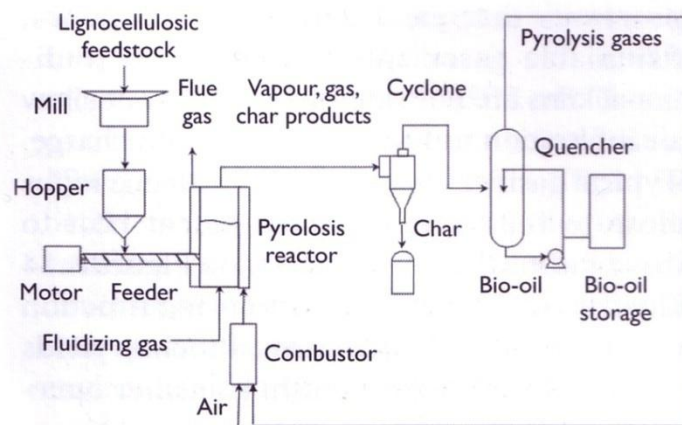 Lignocellulosic
feedstock
Pyrolysis gases
Mill
Flue
gas
Vapour, gas,
char products
Cyclone
Quencher
Hopper
Pyrolosis
reactor
Char
Motor
Feeder
Bio-oil
Bio-oil
storage
Fluidizing gas
Combustor
Air